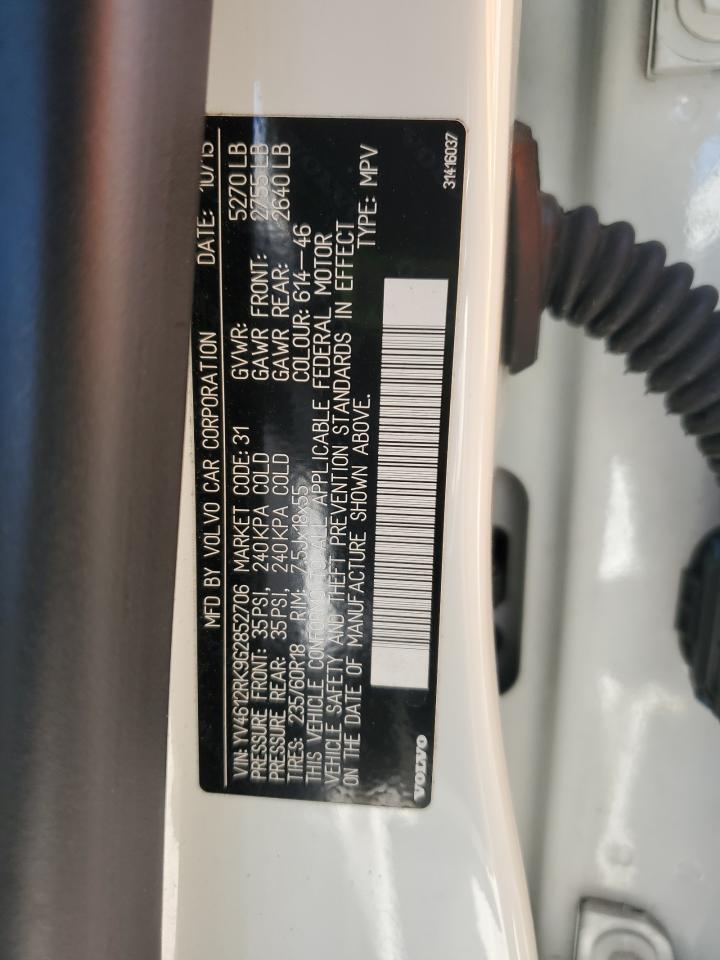 MFD BY VOLVO CAR CORPORATION DATE: 10/15
VIN: YV4612RK9G2852706 MARKET CODE: 31 GVWR: 5270 LB
PRESSURE FRONT: 35PSI, 240KPA COLD GAWR FRONT: 2755 LB
PRESSURE REAR: 35PSI, 240KPA COLD GAWR REAR: 2640 LB
TIRES: 235/60R18 RIM: 7.5Jx18x55 COLOUR: 614-46
THIS VEHICLE CONFORMS TO ALL APPLICABLE FEDERAL MOTOR
VEHICLE SAFETY AND THEFT PREVENTION STANDARDS IN EFFECT
ON THE DATE OF MANUFACTURE SHOWN ABOVE. TYPE: MPV
VOLVO 31416037